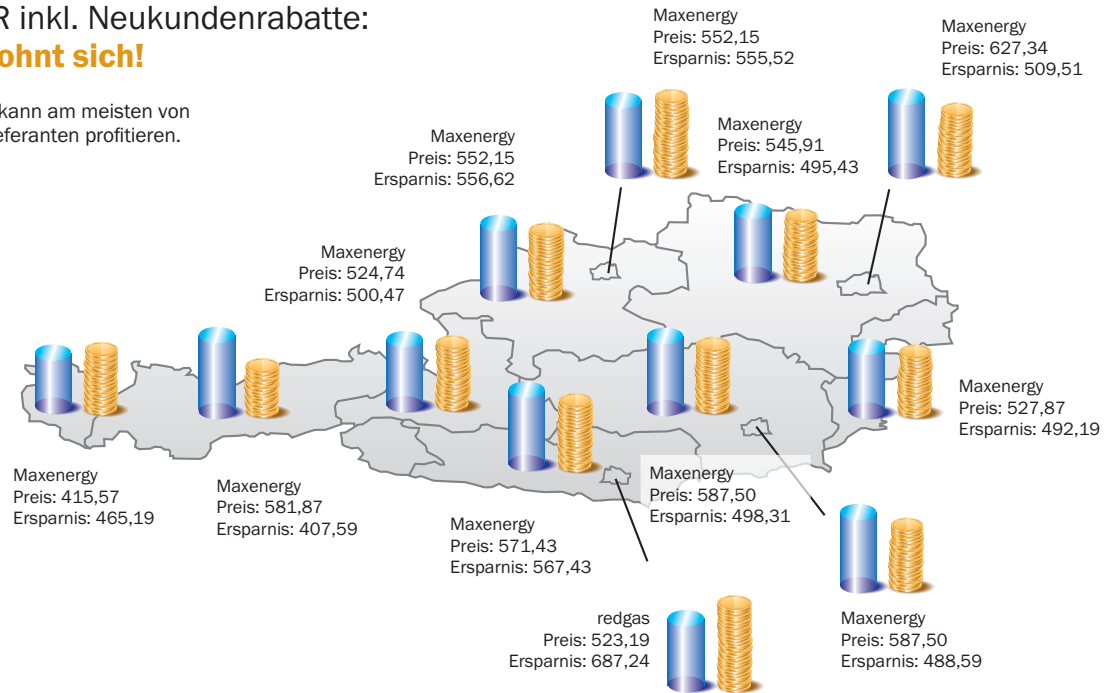 R inkl. Neukundenrabatte:
ohnt sich!
kann am meisten von
eferanten profitieren.
Maxenergy
Preis: 552,15
Ersparnis: 555,52
Maxenergy
Preis: 627,34
Ersparnis: 509,51
Maxenergy
Preis: 552,15
Ersparnis: 556,62
Maxenergy
Preis: 545,91
Ersparnis: 495,43
Maxenergy
Preis: 524,74
Ersparnis: 500,47
Maxenergy
Preis: 527,87
Ersparnis: 492,19
Maxenergy
Preis: 415,57
Ersparnis: 465,19
Maxenergy
Preis: 581,87
Ersparnis: 407,59
Maxenergy
Preis: 571,43
Ersparnis: 567,43
Maxenergy
Preis: 587,50
Ersparnis: 498,31
redgas
Preis: 523,19
Ersparnis: 687,24
Maxenergy
Preis: 587,50
Ersparnis: 488,59